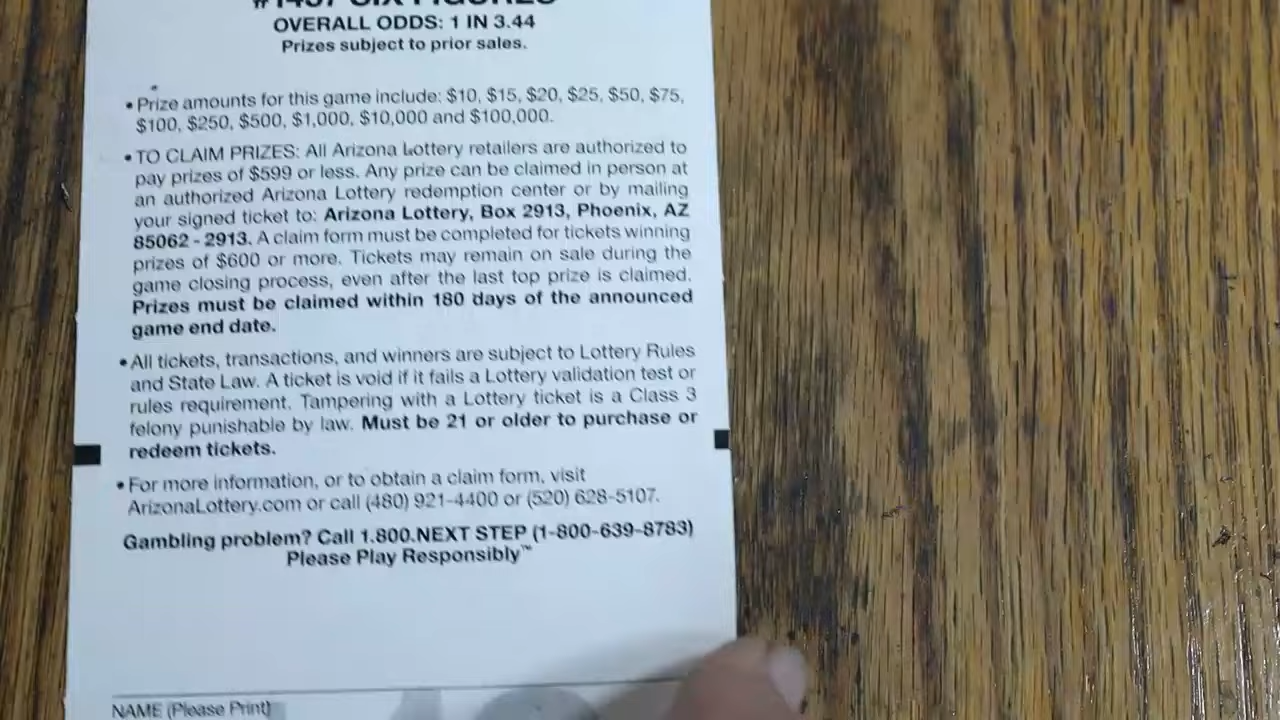 OVERALL ODDS: 1 IN 3.44
Prizes subject to prior sales.
• Prize amounts for this game include: $10, $15, $20, $25, $50, $75,
$100, $250, $500, $1,000, $10,000 and $100,000.
• TO CLAIM PRIZES: All Arizona Lottery retailers are authorized to
pay prizes of $599 or less. Any prize can be claimed in person at
an authorized Arizona Lottery redemption center or by mailing
your signed ticket to: Arizona Lottery, Box 2913, Phoenix, AZ
85062 - 2913. A claim form must be completed for tickets winning
prizes of $600 or more. Tickets may remain on sale during the
game closing process, even after the last top prize is claimed.
Prizes must be claimed within 180 days of the announced
game end date.
• All tickets, transactions, and winners are subject to Lottery Rules
and State Law. A ticket is void if it fails a Lottery validation test or
rules requirement. Tampering with a Lottery ticket is a Class 3
felony punishable by law. Must be 21 or older to purchase or
redeem tickets.
• For more information, or to obtain a claim form, visit
ArizonaLottery.com or call (480) 921-4400 or (520) 628-5107.
Gambling problem? Call 1.800.NEXT STEP (1-800-639-8783)
Please Play Responsibly™
NAME (Please Print)